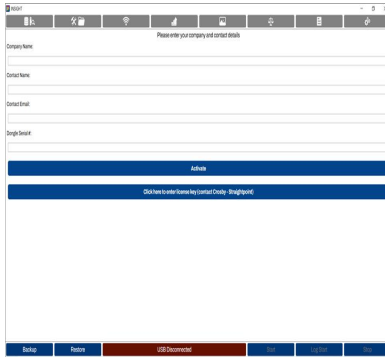 INSIGHT
Please enter your company and contact details
Company Name:
Contact Name:
Contact Email:
Dongle Serial #:
Activate
Click here to enter license key (contact Crosby - Straightpoint)
Backup Restore USB Disconnected Start Log Start Stop